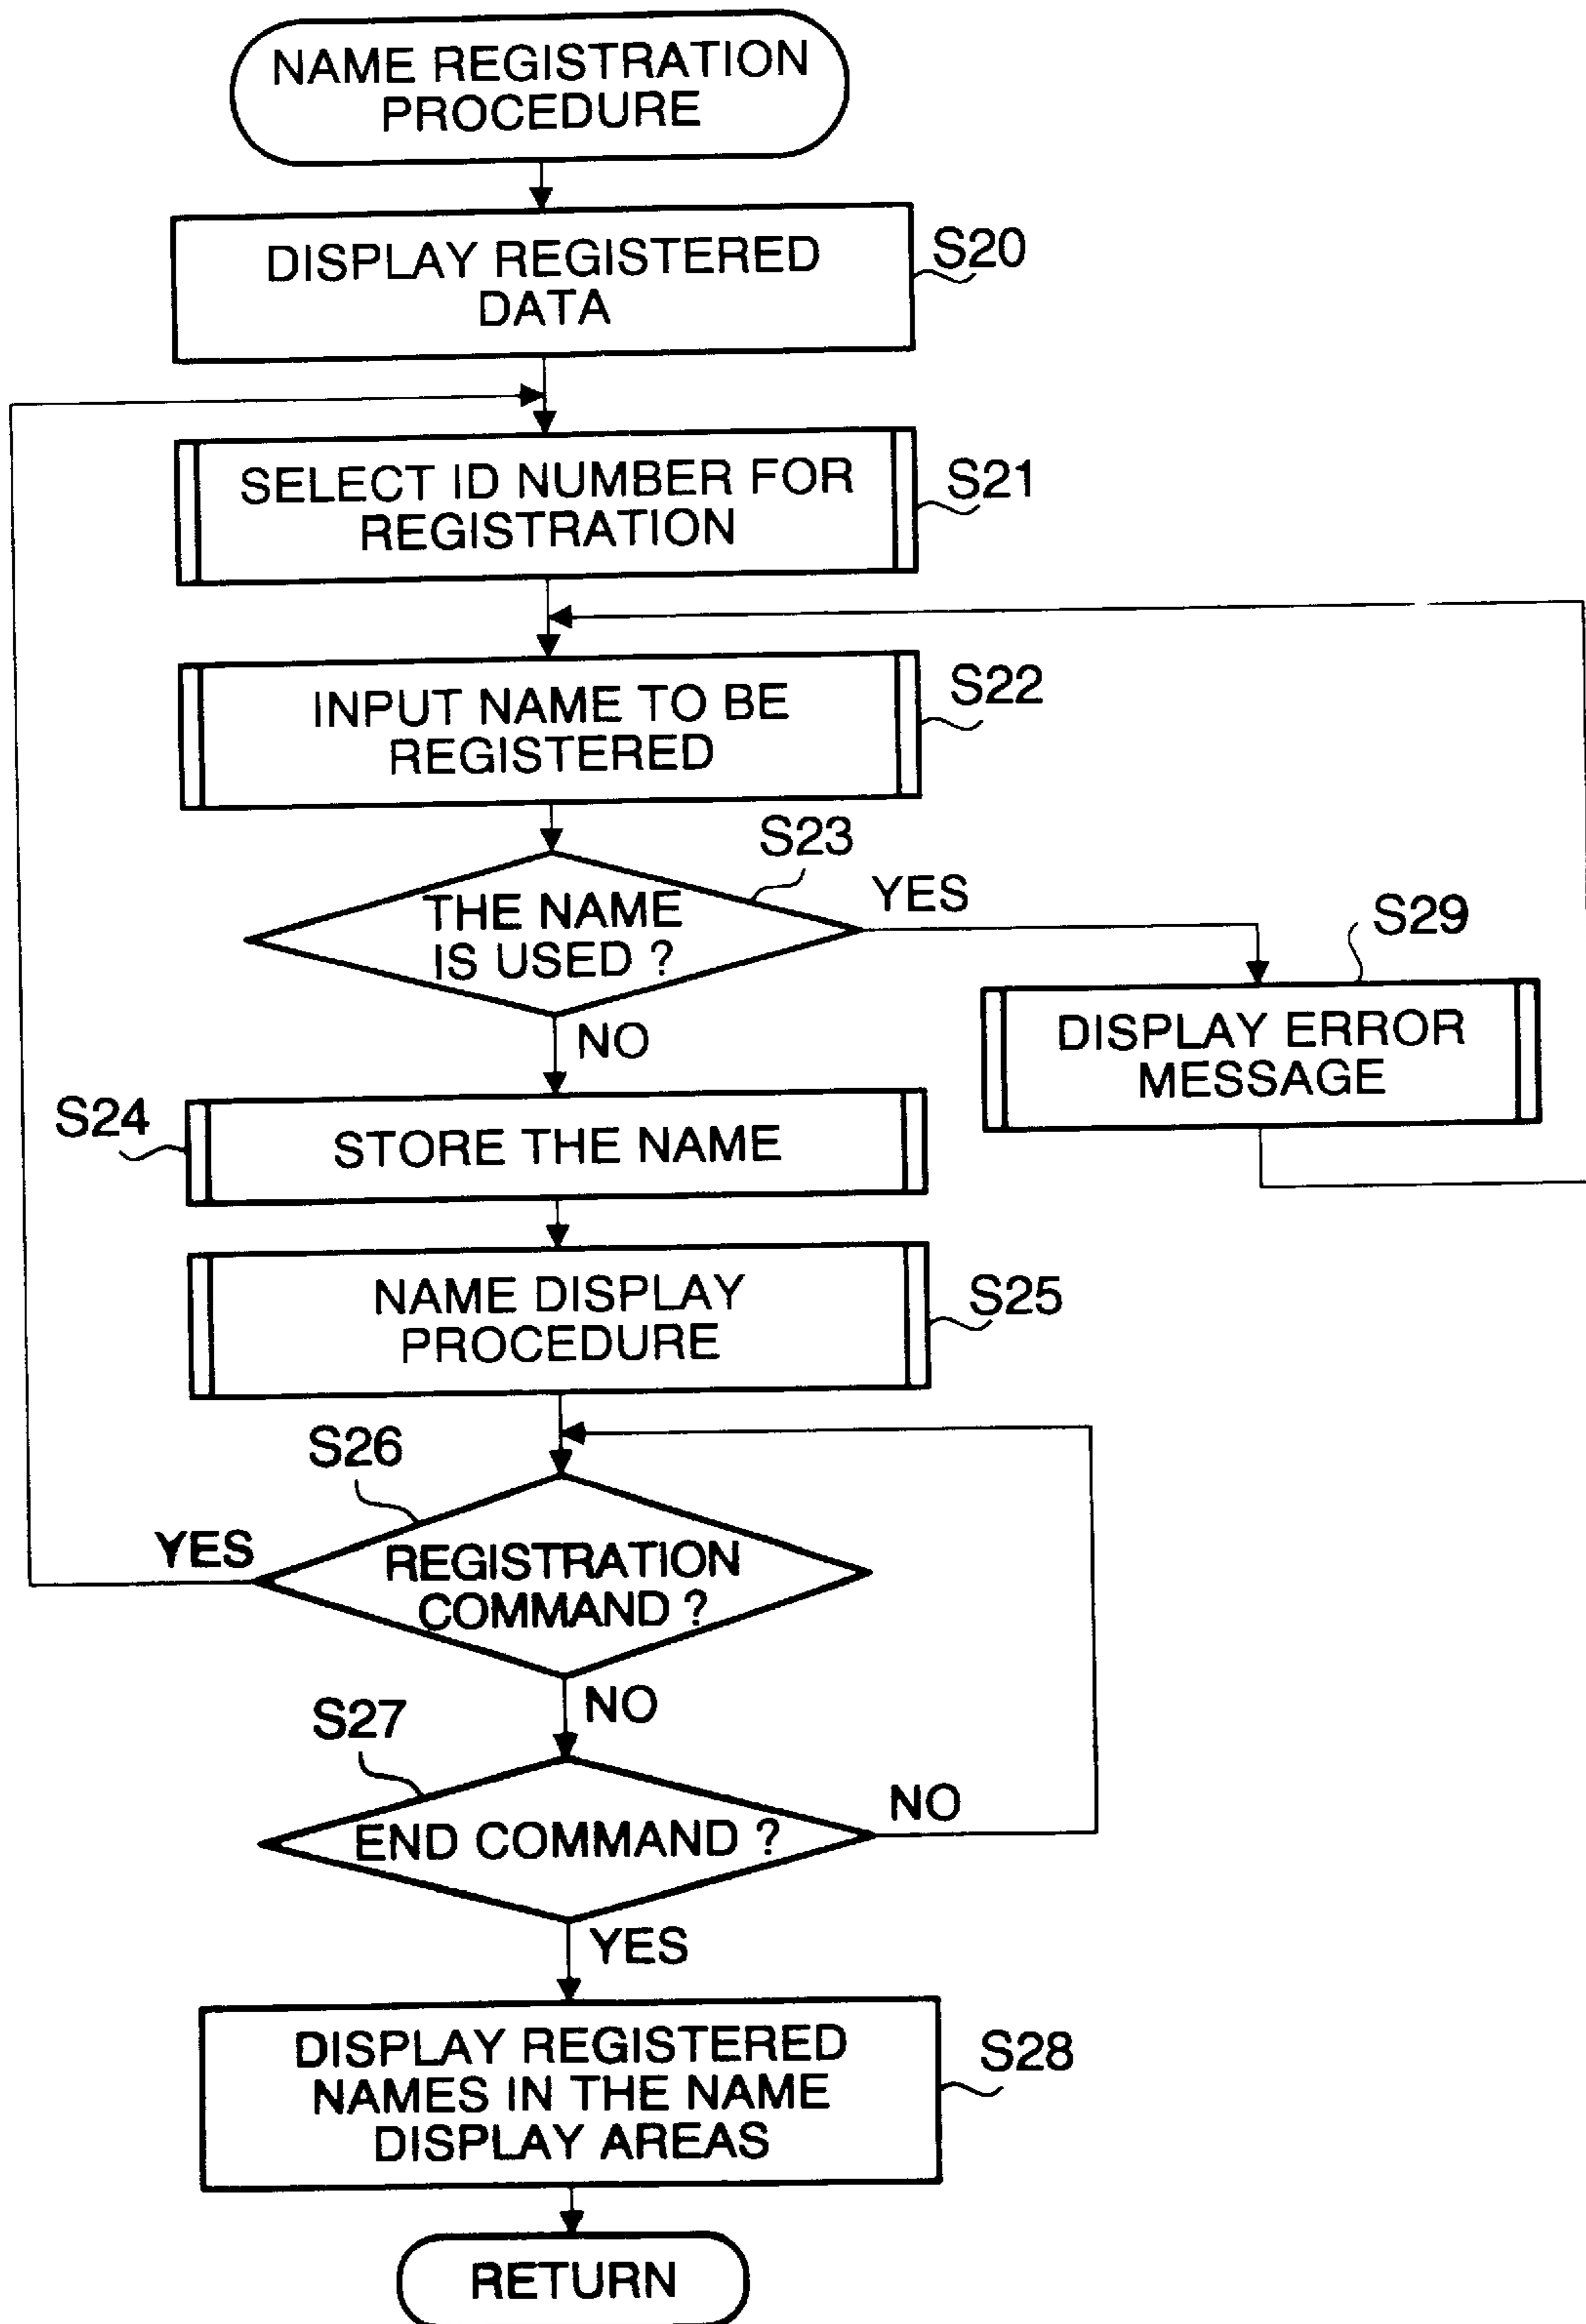 NAME REGISTRATION
PROCEDURE
DISPLAY REGISTERED
DATA
S20
SELECT ID NUMBER FOR
REGISTRATION
S21
INPUT NAME TO BE
REGISTERED
S22
S23
THE NAME
IS USED ?
YES
NO
S29
DISPLAY ERROR
MESSAGE
S24
STORE THE NAME
NAME DISPLAY
PROCEDURE
S25
S26
YES
REGISTRATION
COMMAND ?
NO
S27
END COMMAND ?
NO
YES
DISPLAY REGISTERED
NAMES IN THE NAME
DISPLAY AREAS
S28
RETURN